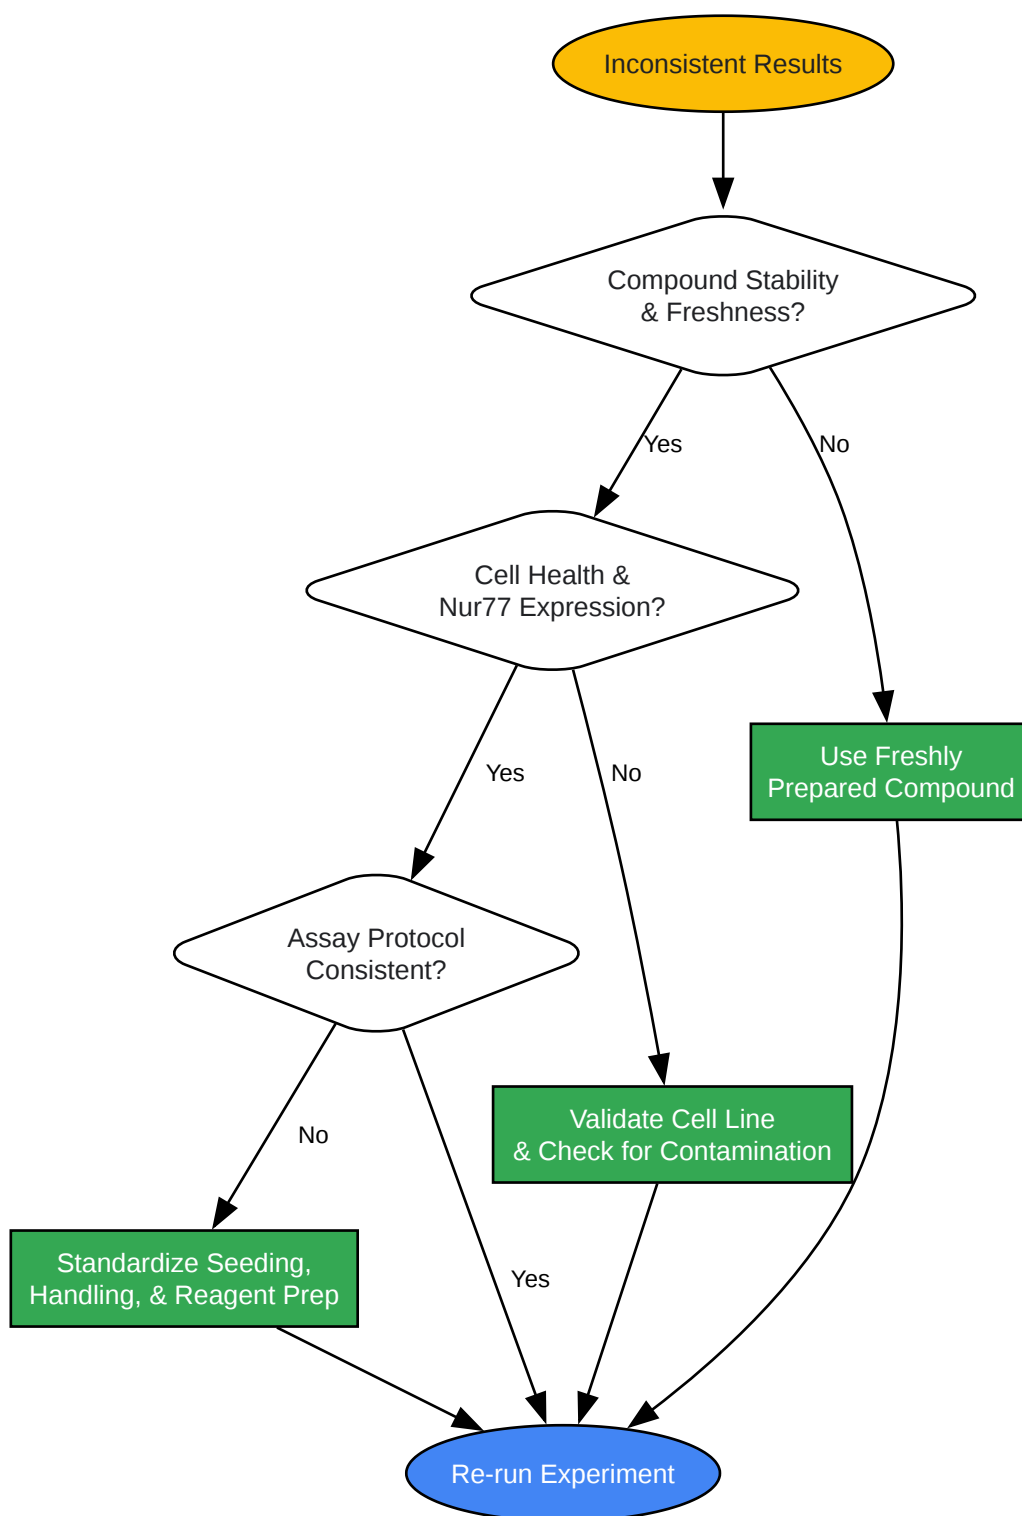 Inconsistent Results
Compound Stability
& Freshness?
Yes
No
Cell Health &
Nur77 Expression?
Use Freshly
Prepared Compound
Yes
No
Assay Protocol
Consistent?
Validate Cell Line
& Check for Contamination
No
Standardize Seeding,
Handling, & Reagent Prep
Yes
Re-run Experiment